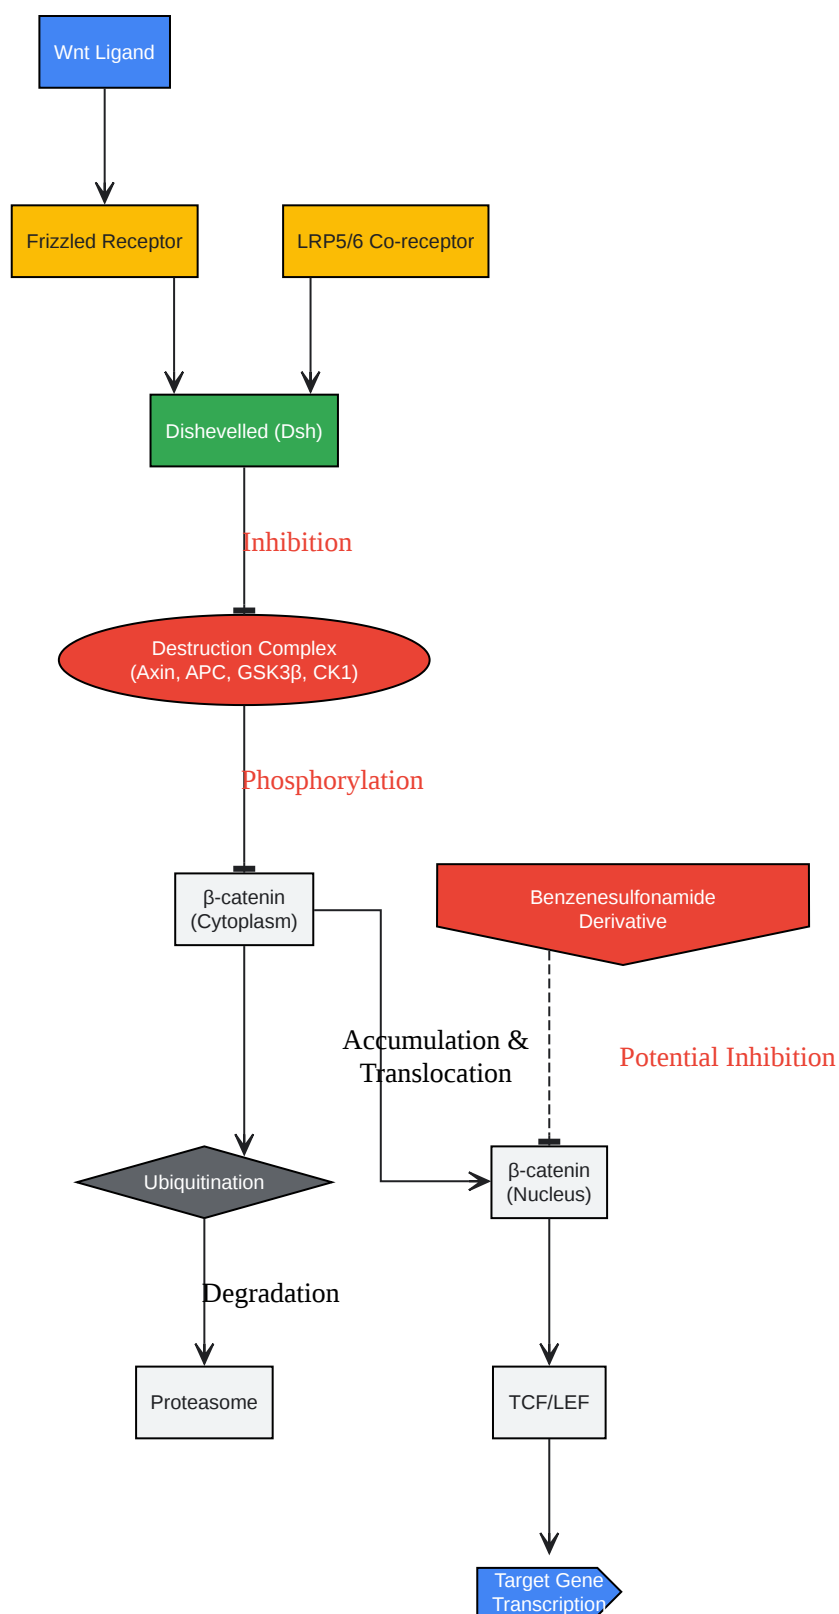 Wnt Ligand
Frizzled Receptor
LRP5/6 Co-receptor
Dishevelled (Dsh)
Inhibition
Destruction Complex
(Axin, APC, GSK3β, CK1)
Phosphorylation
β-catenin
(Cytoplasm)
Benzenesulfonamide
Derivative
Accumulation &
Translocation
Potential Inhibition
Ubiquitination
β-catenin
(Nucleus)
Degradation
Proteasome
TCF/LEF
Target Gene
Transcription